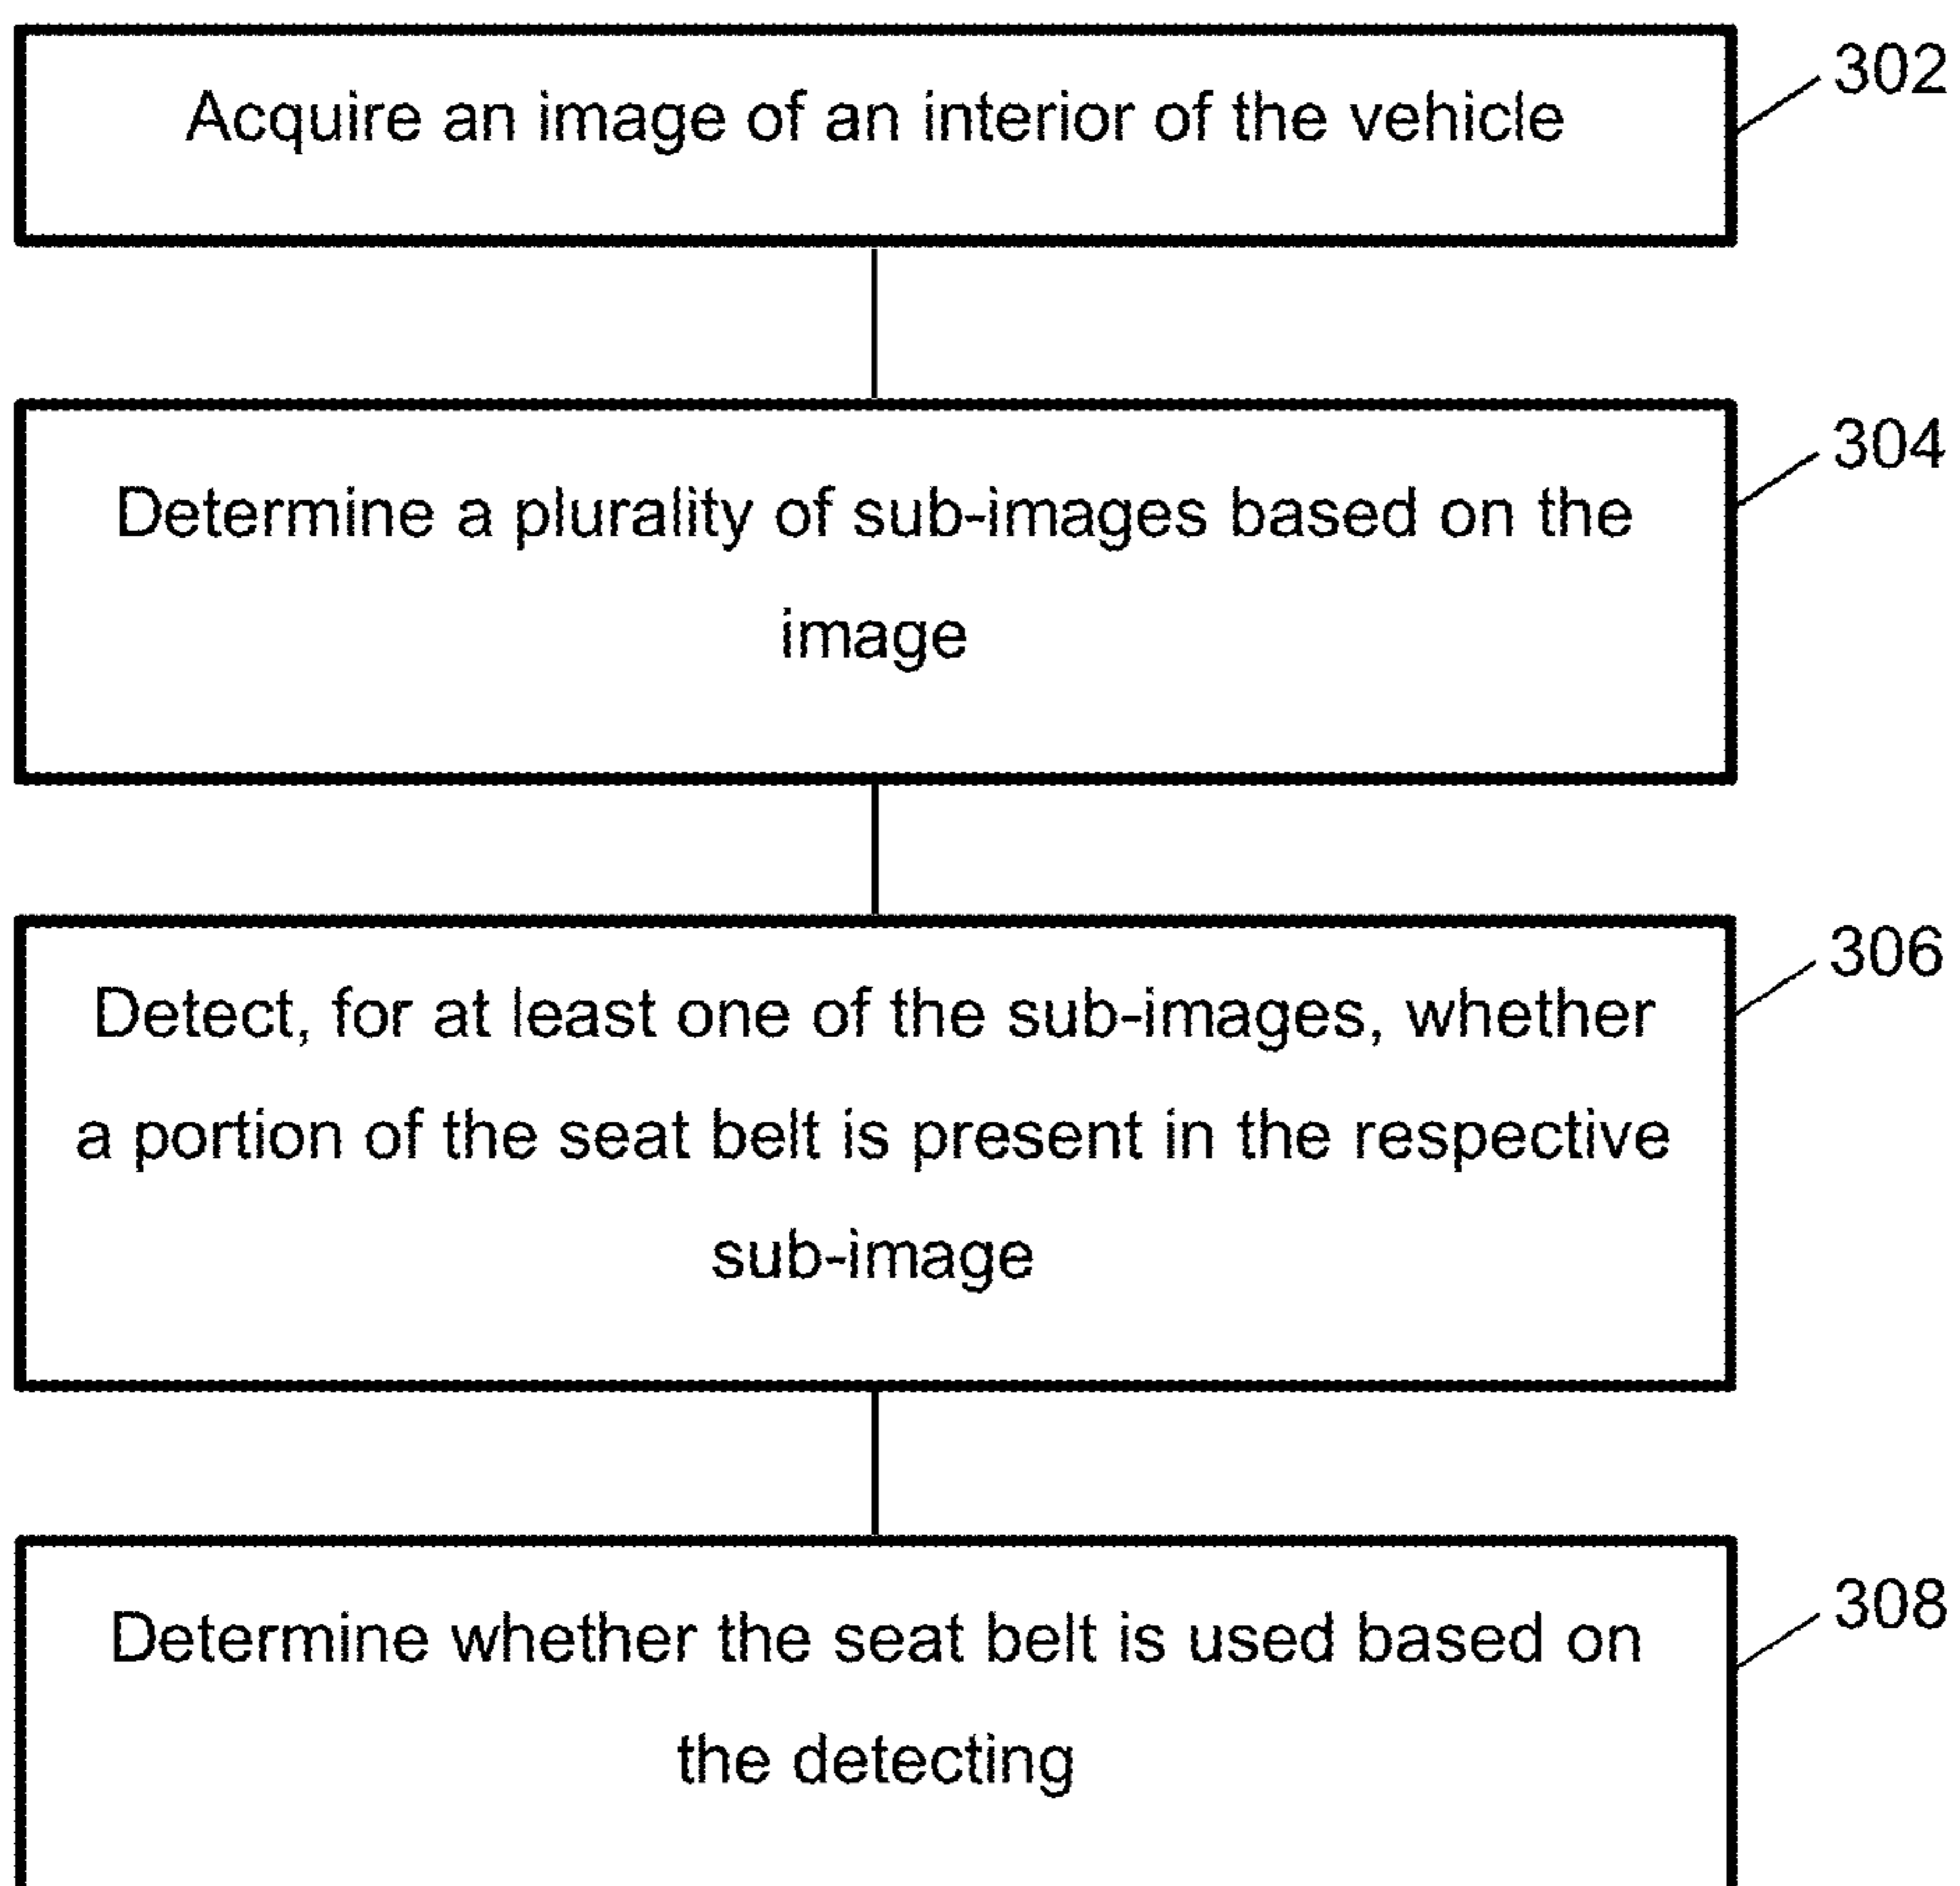 Acquire an image of an interior of the vehicle
302
Determine a plurality of sub-images based on the
image
304
Detect, for at least one of the sub-images, whether
a portion of the seat belt is present in the respective
sub-image
306
Determine whether the seat belt is used based on
the detecting
308